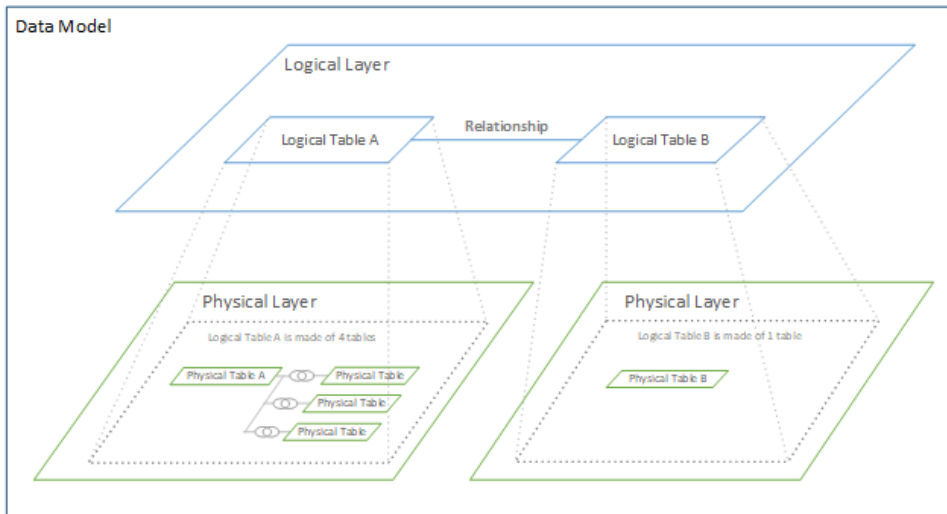 Data Model
Logical Layer
Logical Table A
Relationship
Logical Table B
Physical Layer
Logical Table A is made of 4 tables
Physical Table A
Physical Table
Physical Table
Physical Table
Physical Layer
Logical Table B is made of 1 table
Physical Table B